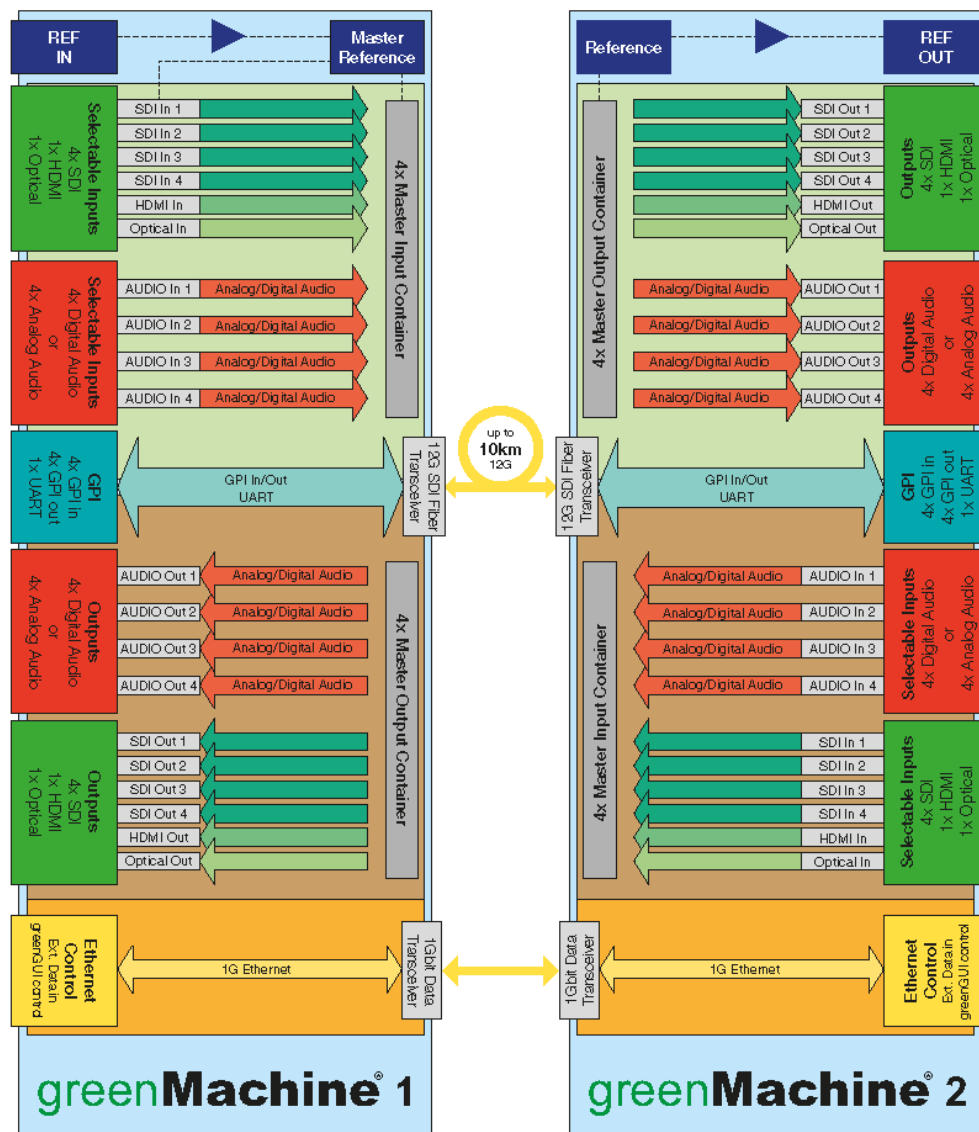 REF
IN
Master
Reference
Selectable Inputs
4x SDI
1x HDMI
1x Optical
SDI In 1
SDI In 2
SDI In 3
SDI In 4
HDMI In
Optical In
4x Master Input Container
Selectable Inputs
4x Digital Audio
or
4x Analog Audio
AUDIO In 1
Analog/Digital Audio
AUDIO In 2
Analog/Digital Audio
AUDIO In 3
Analog/Digital Audio
AUDIO In 4
Analog/Digital Audio
GPI
4x GPI in
4x GPI out
1x UART
GPI In/Out
UART
12G SDI Fiber
Transceiver
Outputs
4x Digital Audio
or
4x Analog Audio
AUDIO Out 1
Analog/Digital Audio
AUDIO Out 2
Analog/Digital Audio
AUDIO Out 3
Analog/Digital Audio
AUDIO Out 4
Analog/Digital Audio
4x Master Output Container
Outputs
4x SDI
1x HDMI
1x Optical
SDI Out 1
SDI Out 2
SDI Out 3
SDI Out 4
HDMI Out
Optical Out
Ethernet
Control
Ext. Data.in
greenGUI control
1G Ethernet
1Gbit Data
Transceiver
greenMachine® 1
up to
10km
12G
Reference
REF
OUT
4x Master Output Container
SDI Out 1
SDI Out 2
SDI Out 3
SDI Out 4
HDMI Out
Optical Out
Outputs
4x SDI
1x HDMI
1x Optical
Analog/Digital Audio
AUDIO Out 1
Analog/Digital Audio
AUDIO Out 2
Analog/Digital Audio
AUDIO Out 3
Analog/Digital Audio
AUDIO Out 4
Outputs
4x Digital Audio
or
4x Analog Audio
12G SDI Fiber
Transceiver
GPI In/Out
UART
GPI
4x GPI in
4x GPI out
1x UART
4x Master Input Container
Analog/Digital Audio
AUDIO In 1
Analog/Digital Audio
AUDIO In 2
Analog/Digital Audio
AUDIO In 3
Analog/Digital Audio
AUDIO In 4
Selectable Inputs
4x Digital Audio
or
4x Analog Audio
SDI In 1
SDI In 2
SDI In 3
SDI In 4
HDMI In
Optical In
Selectable Inputs
4x SDI
1x HDMI
1x Optical
1Gbit Data
Transceiver
1G Ethernet
Ethernet
Control
Ext. Data.in
greenGUI control
greenMachine® 2